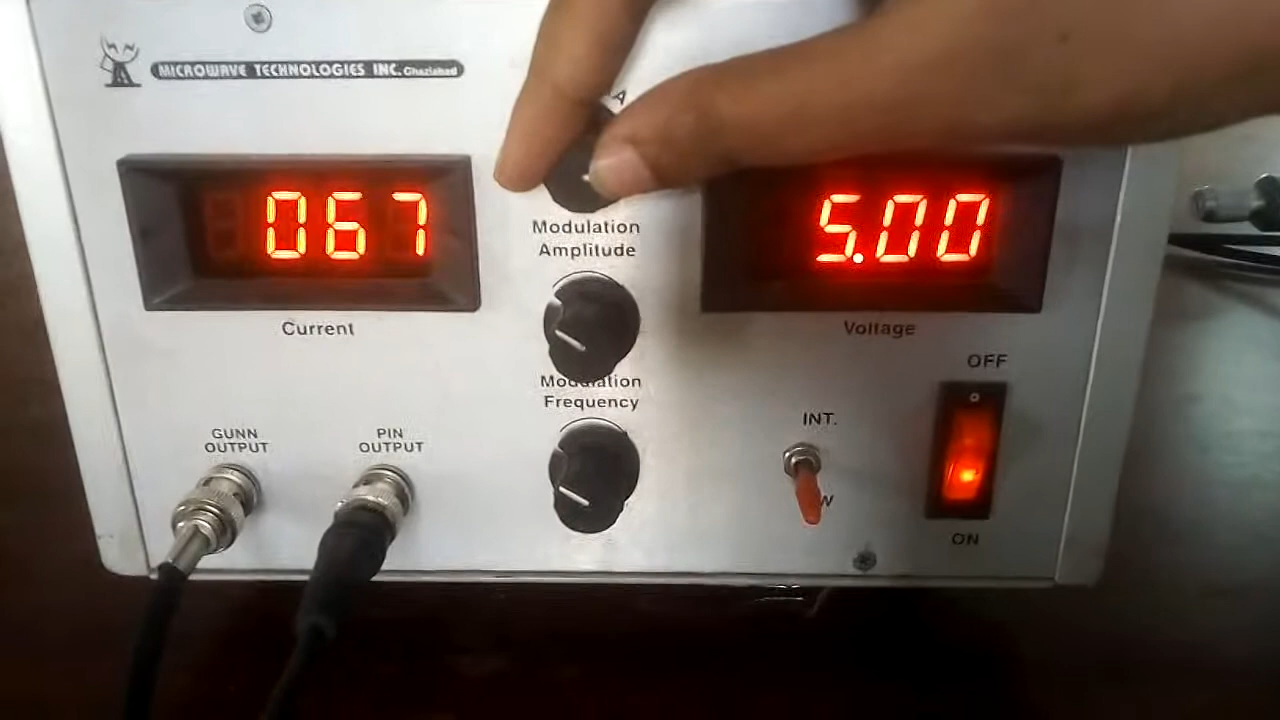 MICROWAVE TECHNOLOGIES INC. Ghaziabad
067
5.00
Modulation
Amplitude
Current
Voltage
OFF
Modulation
Frequency
INT.
GUNN
OUTPUT
PIN
OUTPUT
ON